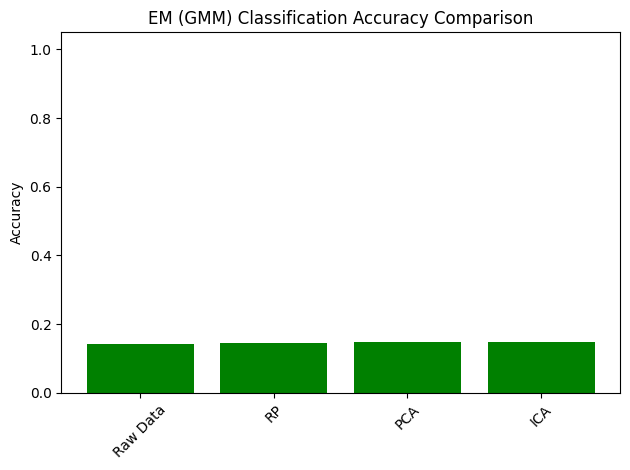 EM (GMM) Classification Accuracy Comparison
1.0
0.8
0.6
0.4
0.2
0.0
Accuracy
Raw Data
RP
PCA
ICA